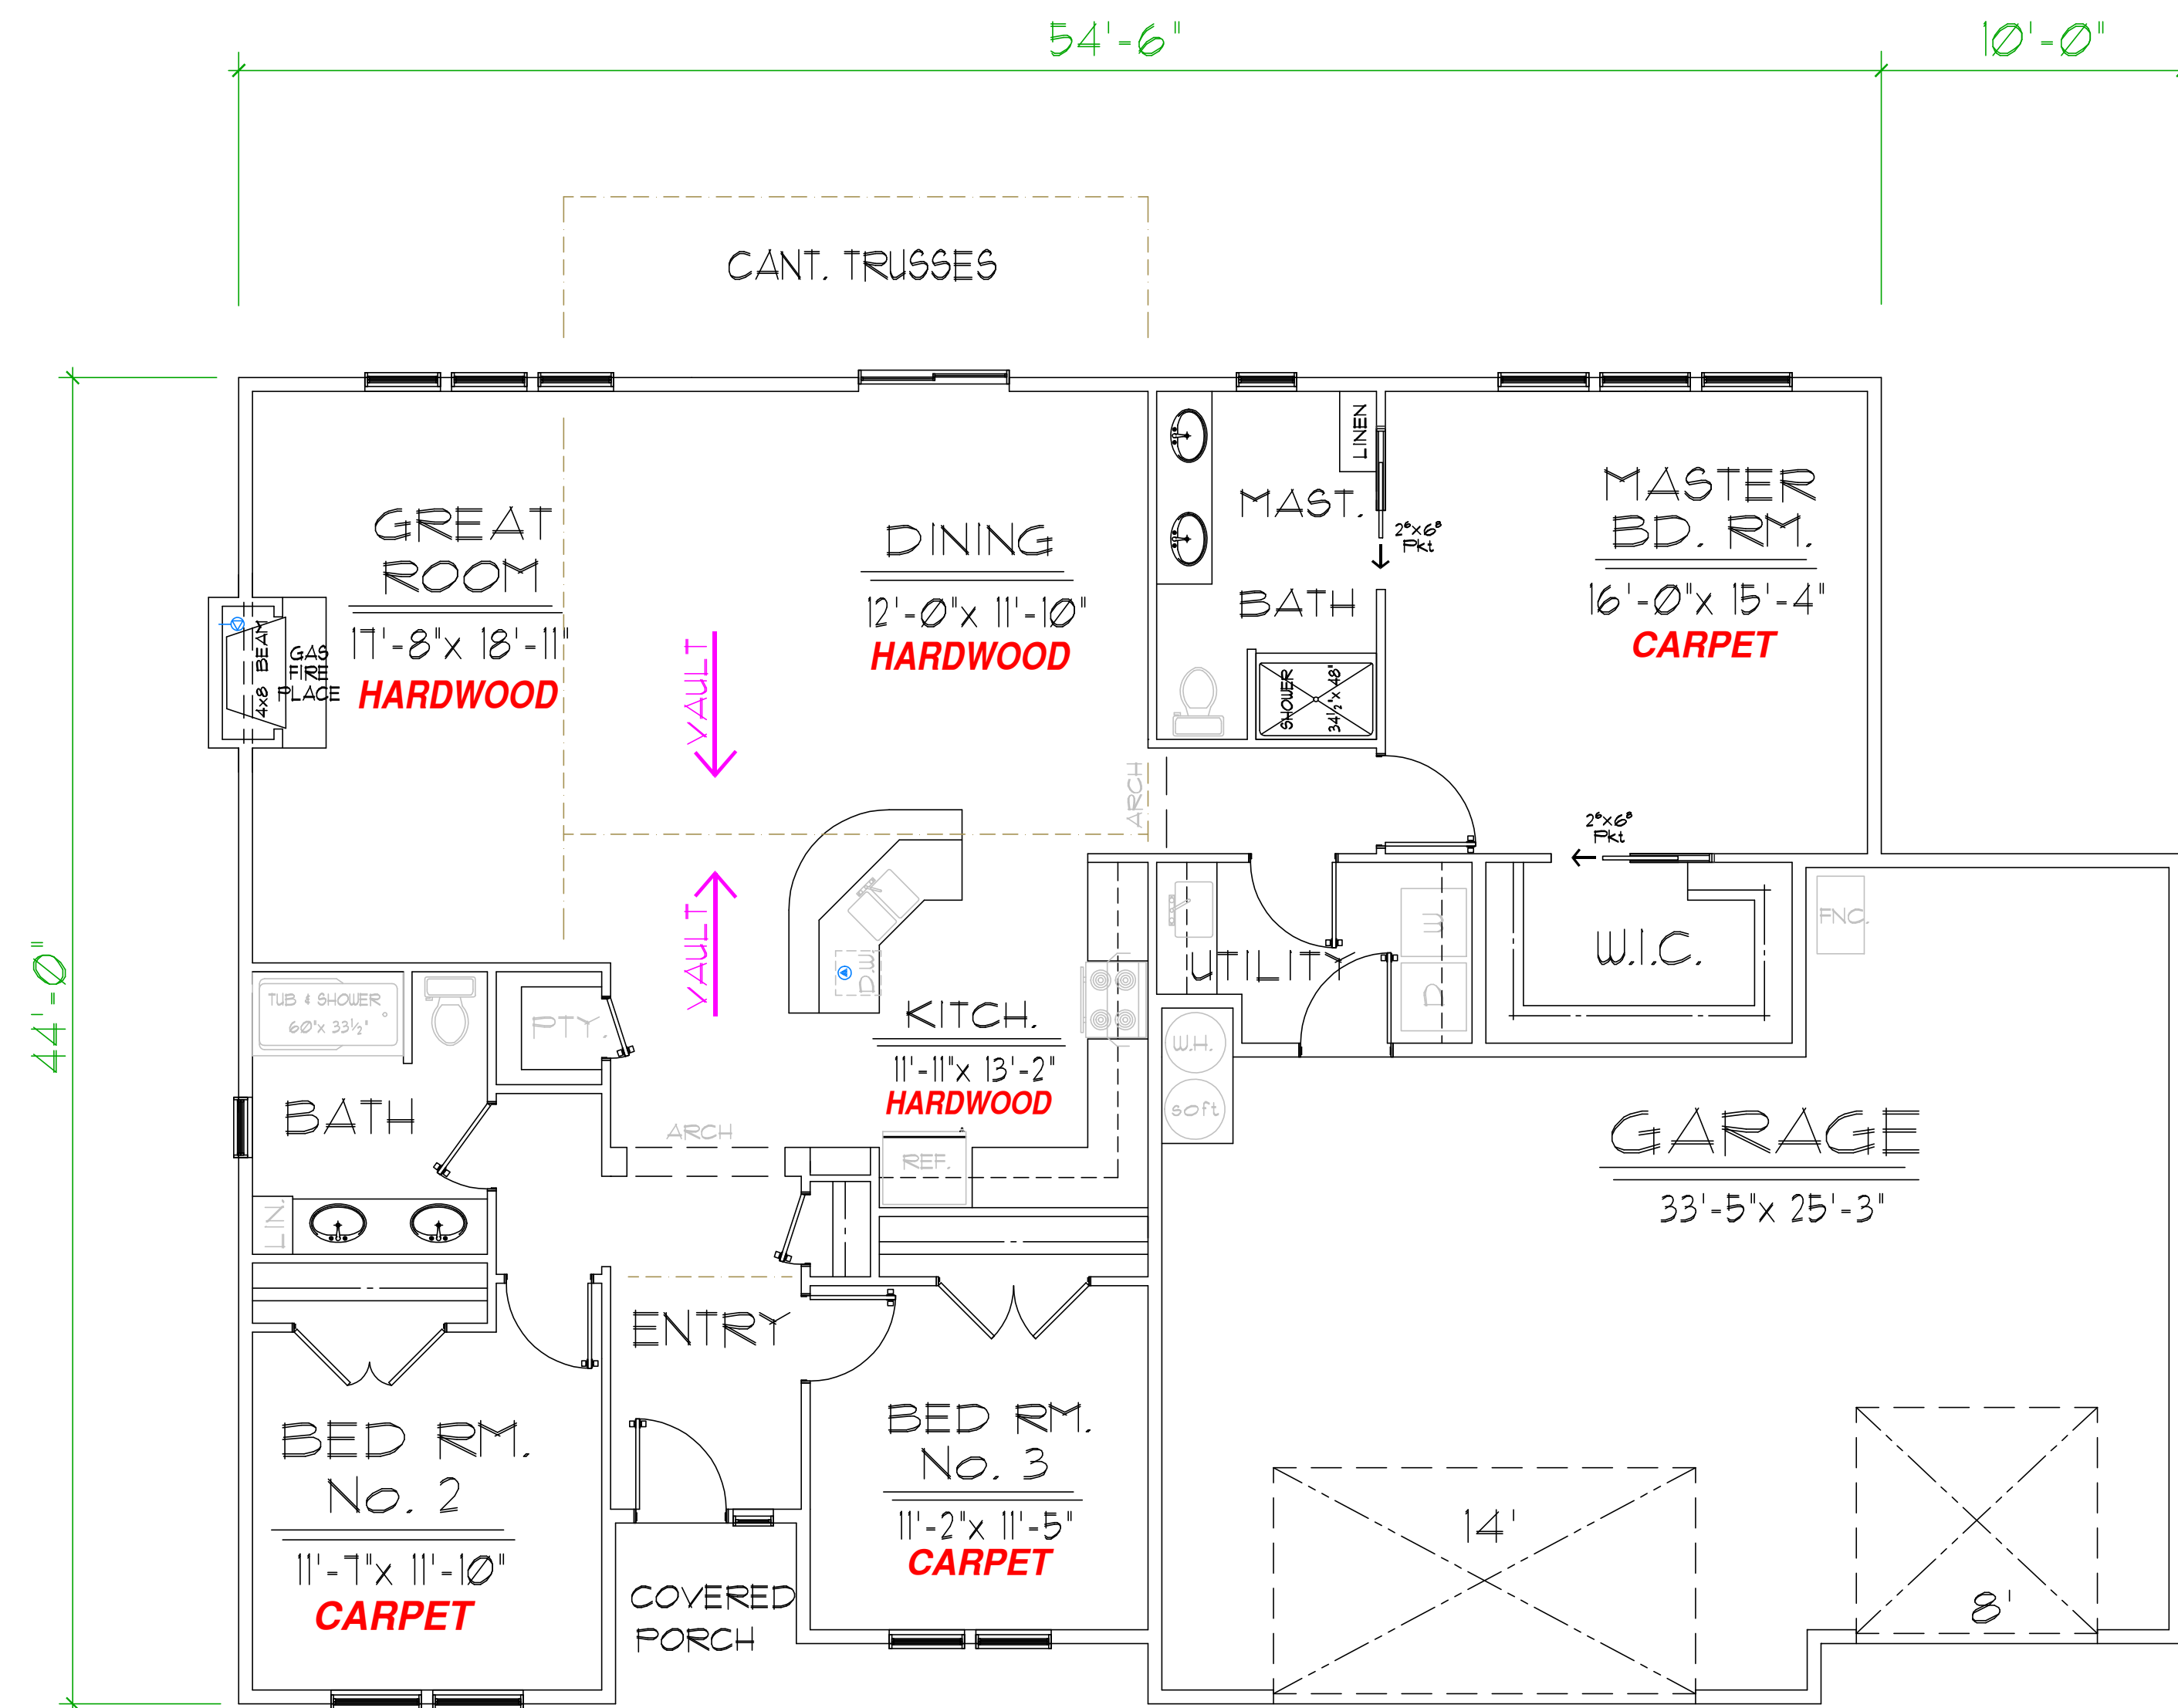 54'-6"
10'-0"
CANT. TRUSSES
GREAT
ROOM
17'-8"x 18'-11"
HARDWOOD
DINING
12'-0"x 11'-10"
HARDWOOD
LINEN
MAST.
BATH
2⁶x6⁸
Pkt
MASTER
BD. RM.
16'-0"x 15'-4"
CARPET
4x8 BEAM
GAS
FIRE
PLACE
VAULT
SHOWER
34½"x 48"
ARCH
2⁶x6⁸
Pkt
VAULT
D.W.
UTILITY
W
D
W.I.C.
FNC.
44'-0"
TUB & SHOWER
60"x 33½"
PTY.
KITCH.
11'-11"x 13'-2"
HARDWOOD
W.H.
soft
BATH
ARCH
REF.
GARAGE
33'-5"x 25'-3"
LIN.
ENTRY
BED RM.
No. 2
11'-7"x 11'-10"
CARPET
BED RM.
No. 3
11'-2"x 11'-5"
CARPET
COVERED
PORCH
14'
8'